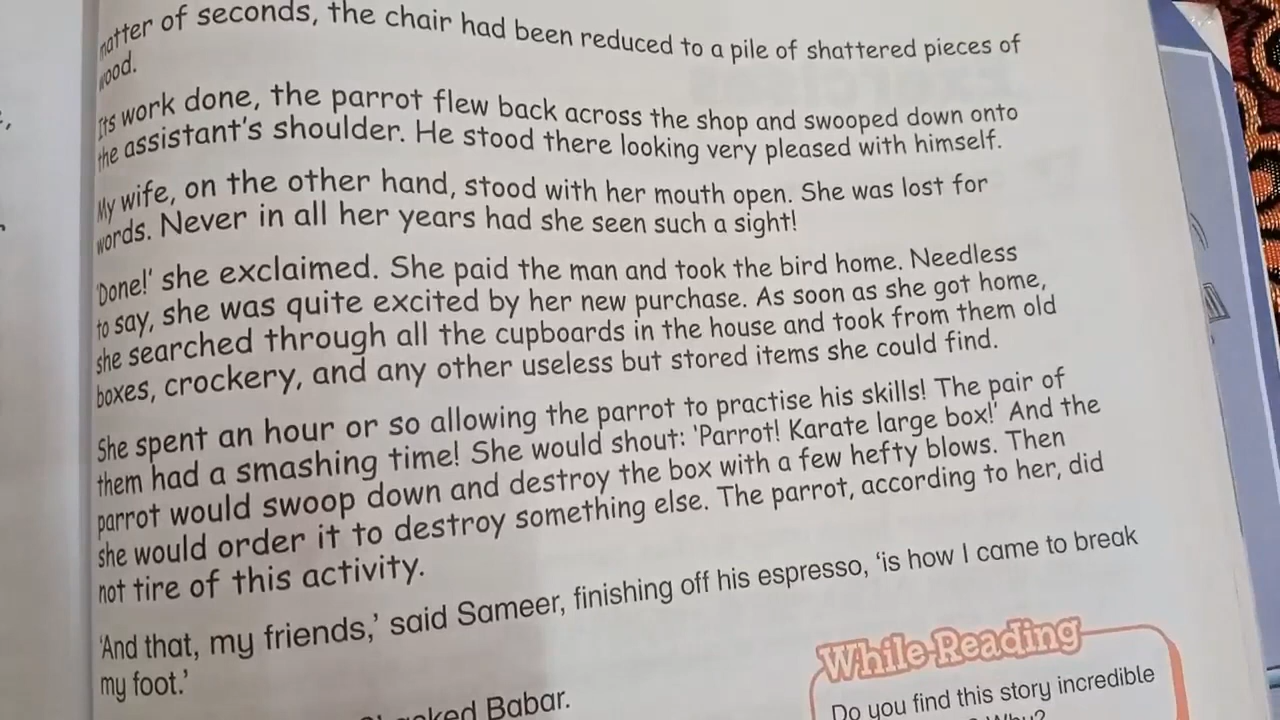 matter of seconds, the chair had been reduced to a pile of shattered pieces of
wood.
Its work done, the parrot flew back across the shop and swooped down onto
the assistant's shoulder. He stood there looking very pleased with himself.
My wife, on the other hand, stood with her mouth open. She was lost for
words. Never in all her years had she seen such a sight!
'Done!' she exclaimed. She paid the man and took the bird home. Needless
to say, she was quite excited by her new purchase. As soon as she got home,
she searched through all the cupboards in the house and took from them old
boxes, crockery, and any other useless but stored items she could find.
She spent an hour or so allowing the parrot to practise his skills! The pair of
them had a smashing time! She would shout: 'Parrot! Karate large box!' And the
parrot would swoop down and destroy the box with a few hefty blows. Then
she would order it to destroy something else. The parrot, according to her, did
not tire of this activity.
'And that, my friends,' said Sameer, finishing off his espresso, 'is how I came to break
my foot.'
Babar.
While-Reading
Do you find this story incredible
Why?